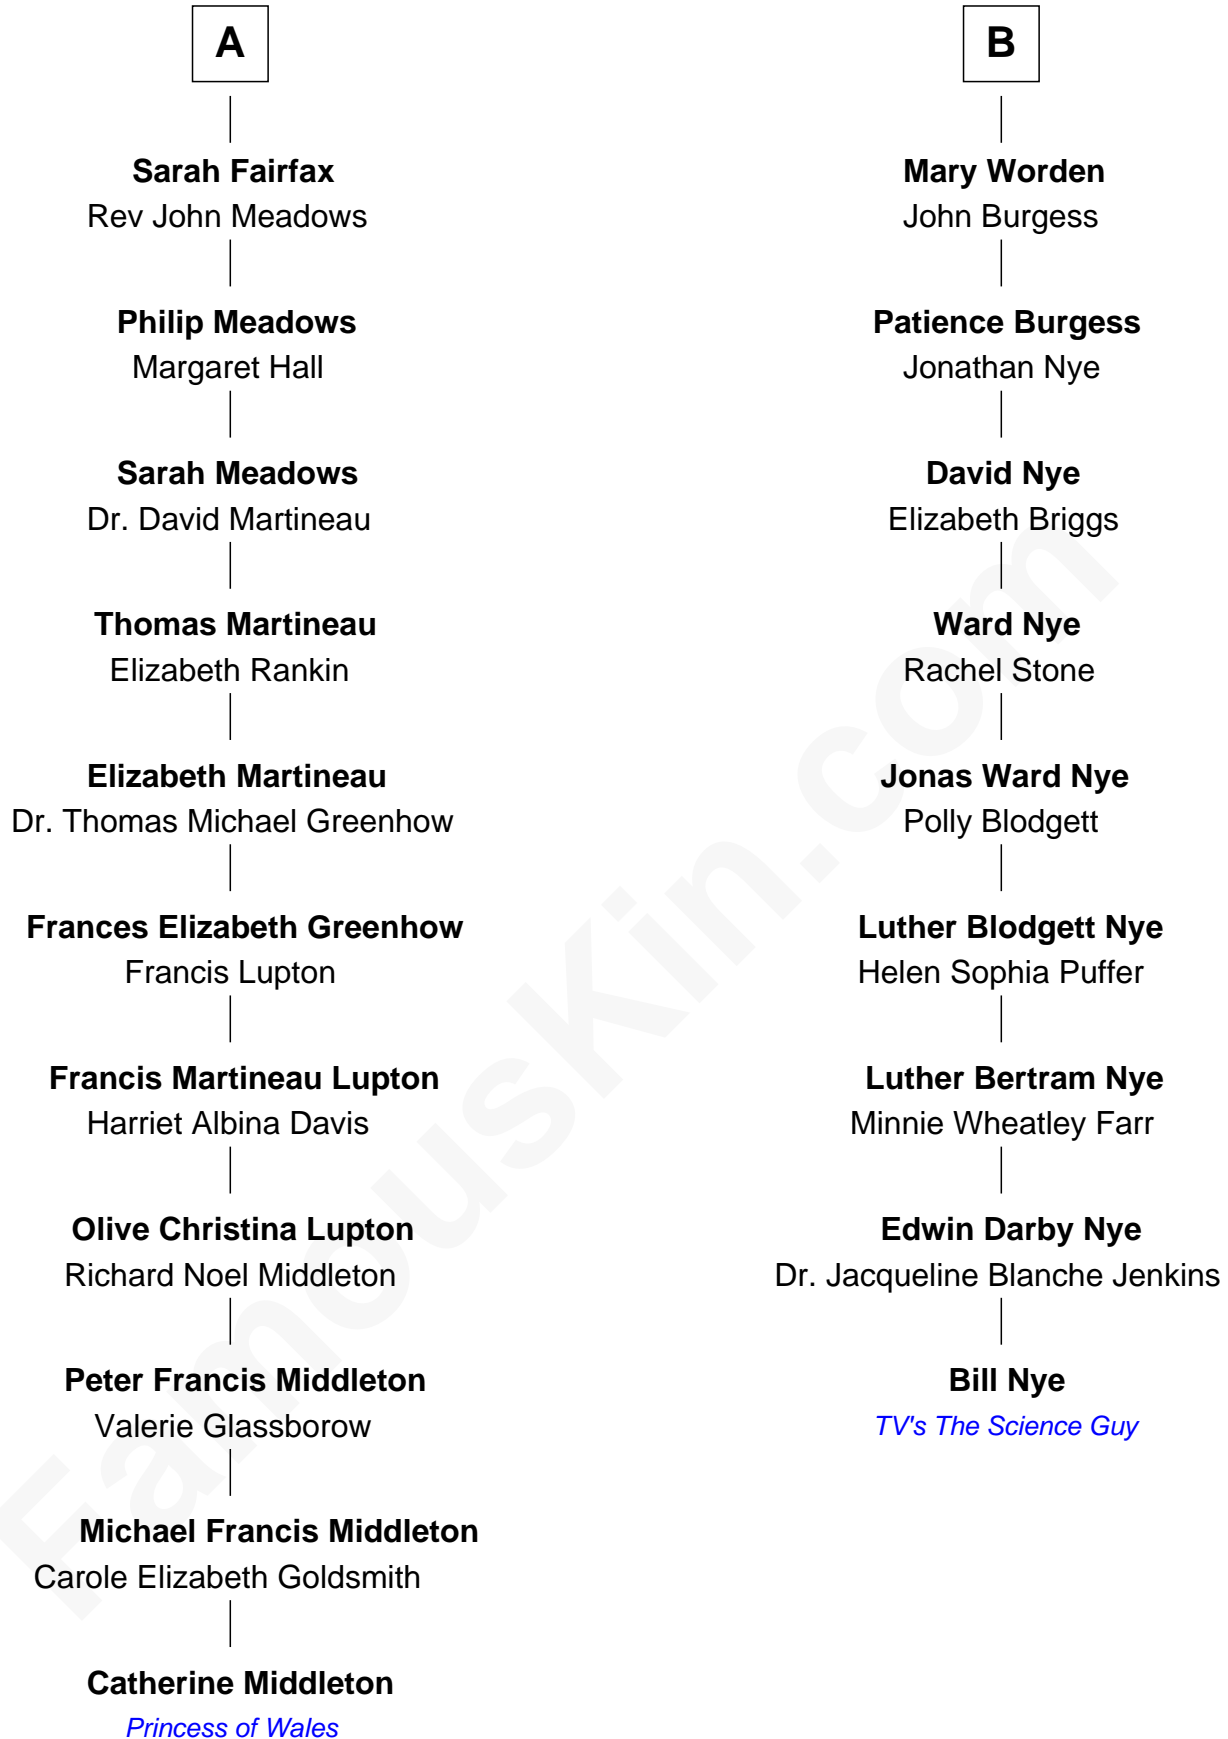 A
Sarah Fairfax
Rev John Meadows
Philip Meadows
Margaret Hall
Sarah Meadows
Dr. David Martineau
Thomas Martineau
Elizabeth Rankin
Elizabeth Martineau
Dr. Thomas Michael Greenhow
Frances Elizabeth Greenhow
Francis Lupton
Francis Martineau Lupton
Harriet Albina Davis
Olive Christina Lupton
Richard Noel Middleton
Peter Francis Middleton
Valerie Glassborow
Michael Francis Middleton
Carole Elizabeth Goldsmith
Catherine Middleton
Princess of Wales
B
Mary Worden
John Burgess
Patience Burgess
Jonathan Nye
David Nye
Elizabeth Briggs
Ward Nye
Rachel Stone
Jonas Ward Nye
Polly Blodgett
Luther Blodgett Nye
Helen Sophia Puffer
Luther Bertram Nye
Minnie Wheatley Farr
Edwin Darby Nye
Dr. Jacqueline Blanche Jenkins
Bill Nye
TV's The Science Guy
FamousKin.com